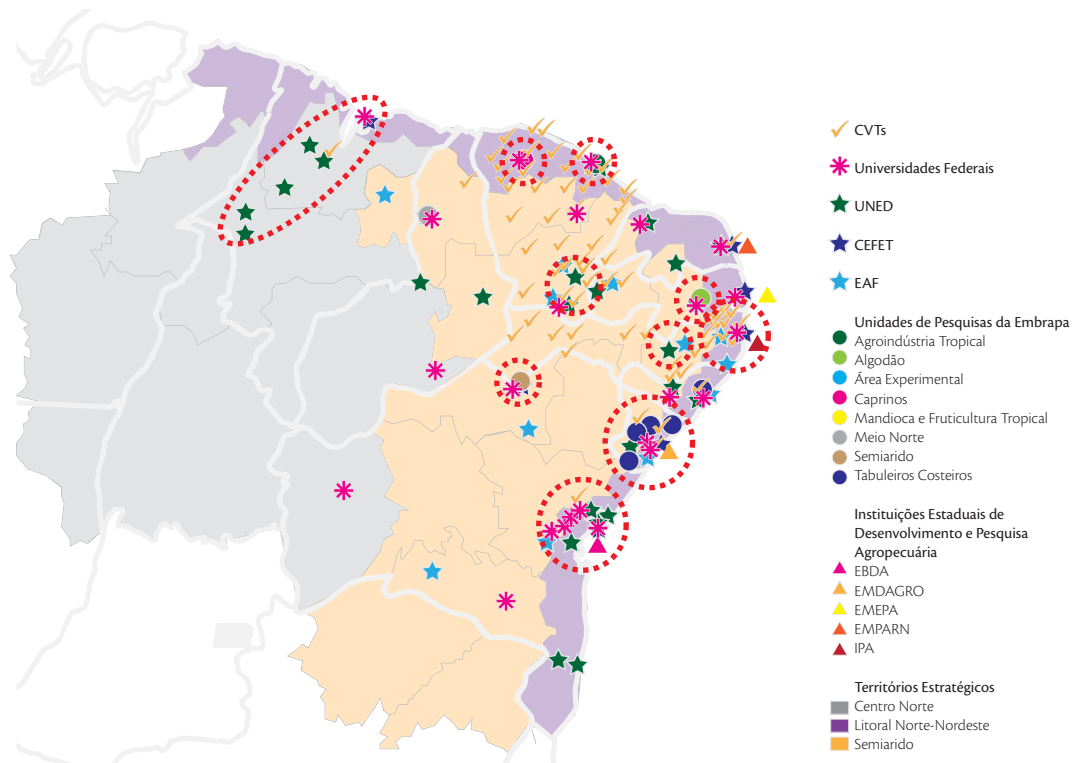 CVTs
Universidades Federais
UNED
CEFET
EAF
Unidades de Pesquisas da Embrapa
Agroindústria Tropical
Algodão
Área Experimental
Caprinos
Mandioca e Fruticultura Tropical
Meio Norte
Semiarido
Tabuleiros Costeiros
Instituições Estaduais de
Desenvolvimento e Pesquisa
Agropecuária
EBDA
EMDAGRO
EMEPA
EMPARN
IPA
Territórios Estratégicos
Centro Norte
Litoral Norte-Nordeste
Semiarido